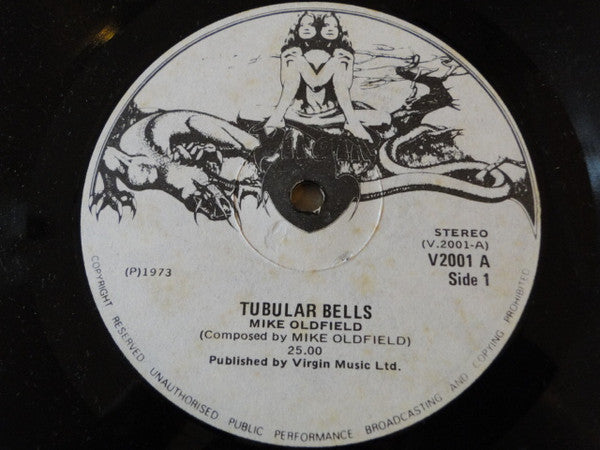 Virgin
STEREO
(V.2001-A)
V2001 A
Side 1
(P)1973
TUBULAR BELLS
MIKE OLDFIELD
(Composed by MIKE OLDFIELD)
25.00
Published by Virgin Music Ltd.
COPYRIGHT RESERVED UNAUTHORISED PUBLIC PERFORMANCE BROADCASTING AND COPYING PROHIBITED